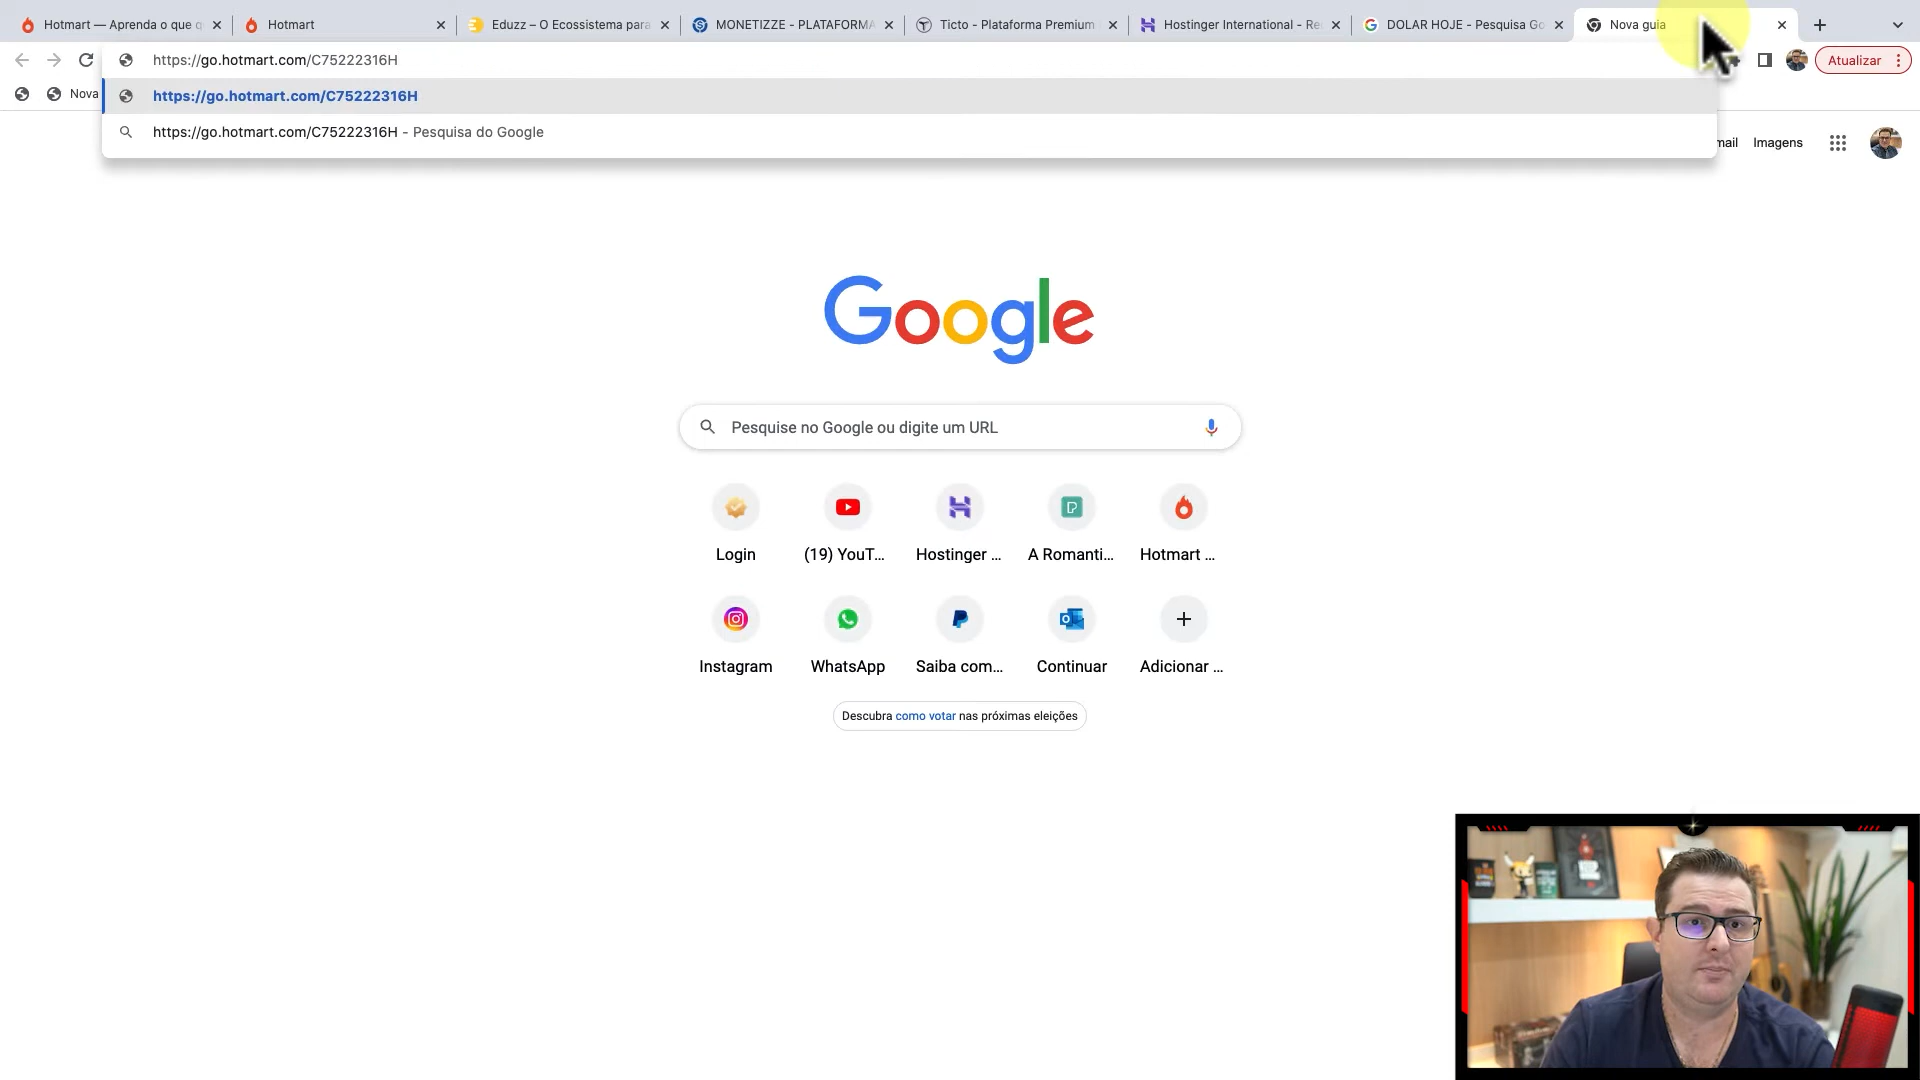 Hotmart — Aprenda o que q
Hotmart
Eduzz – O Ecossistema para
MONETIZZE - PLATAFORMA
Ticto - Plataforma Premium
Hostinger International - Re
DOLAR HOJE - Pesquisa Go
Nova guia
https://go.hotmart.com/C75222316H
Atualizar
Nova
https://go.hotmart.com/C75222316H
https://go.hotmart.com/C75222316H - Pesquisa do Google
mail
Imagens
Google
Pesquise no Google ou digite um URL
Login
(19) YouT...
Hostinger ...
A Romanti...
Hotmart ...
Instagram
WhatsApp
Saiba com...
Continuar
Adicionar ...
Descubra como votar nas próximas eleições